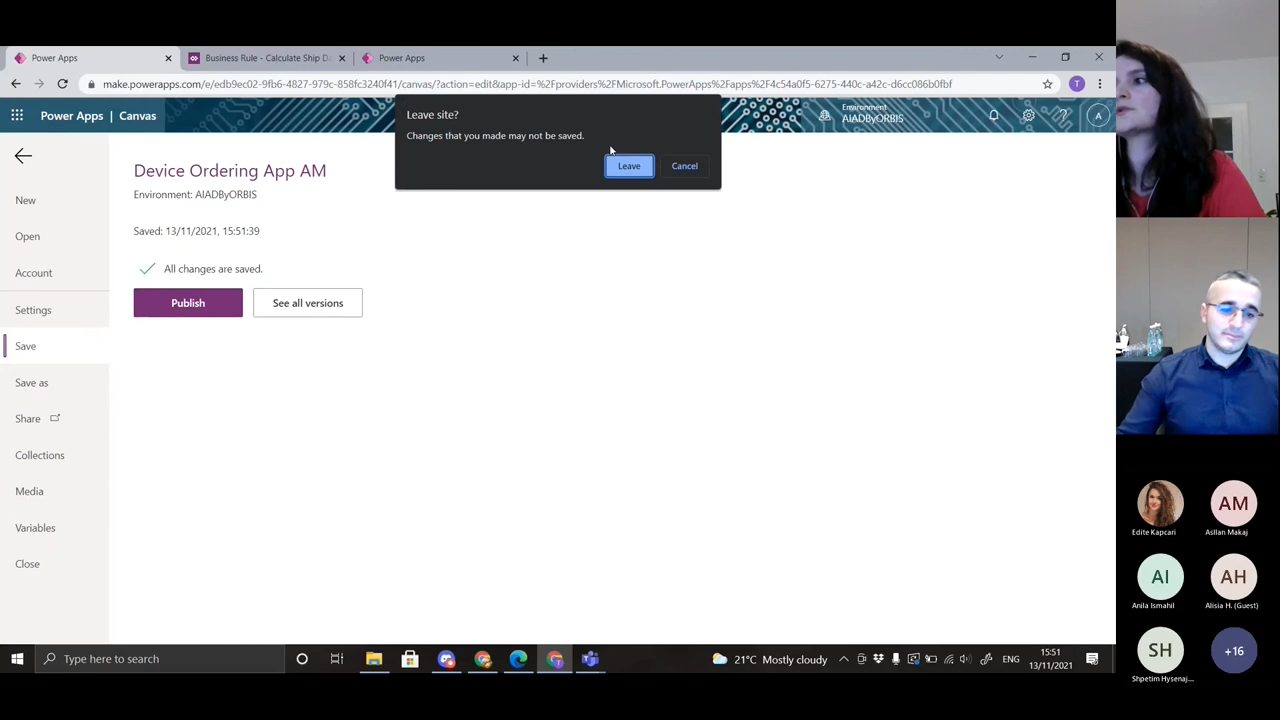 Power Apps
Business Rule - Calculate Ship Da
Power Apps
make.powerapps.com/e/edb9ec02-9fb6-4827-979c-858fc3240f41/canvas/?action=edit&app-id=%2Fproviders%2FMicrosoft.PowerApps%2Fapps%2F4c54a0f5-6275-440c-a42c-d6cc086b0fbf
Power Apps | Canvas
Environment
AIADByORBIS
A
Leave site?
Changes that you made may not be saved.
Leave
Cancel
New
Open
Account
Settings
Save
Save as
Share
Collections
Media
Variables
Close
Device Ordering App AM
Environment: AIADByORBIS
Saved: 13/11/2021, 15:51:39
All changes are saved.
Publish
See all versions
Edite Kapcari
AM
Asllan Makaj
AI
Anila Ismahil
AH
Alisia H. (Guest)
SH
Shpetim Hysenaj...
+16
Type here to search
21°C Mostly cloudy
ENG
15:51
13/11/2021